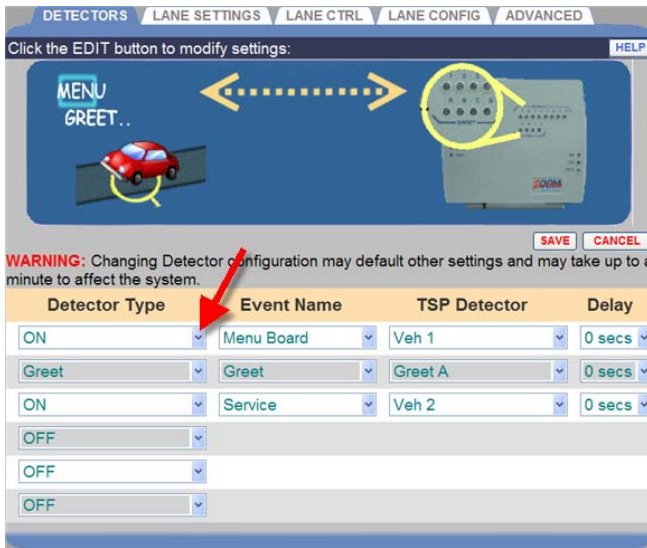 DETECTORS LANE SETTINGS LANE CTRL LANE CONFIG ADVANCED
Click the EDIT button to modify settings:
HELP
MENU
GREET..
ZOOM
SAVE CANCEL
WARNING: Changing Detector configuration may default other settings and may take up to a
minute to affect the system.
Detector Type Event Name TSP Detector Delay
ON Menu Board Veh 1 0 secs
Greet Greet Greet A 0 secs
ON Service Veh 2 0 secs
OFF
OFF
OFF